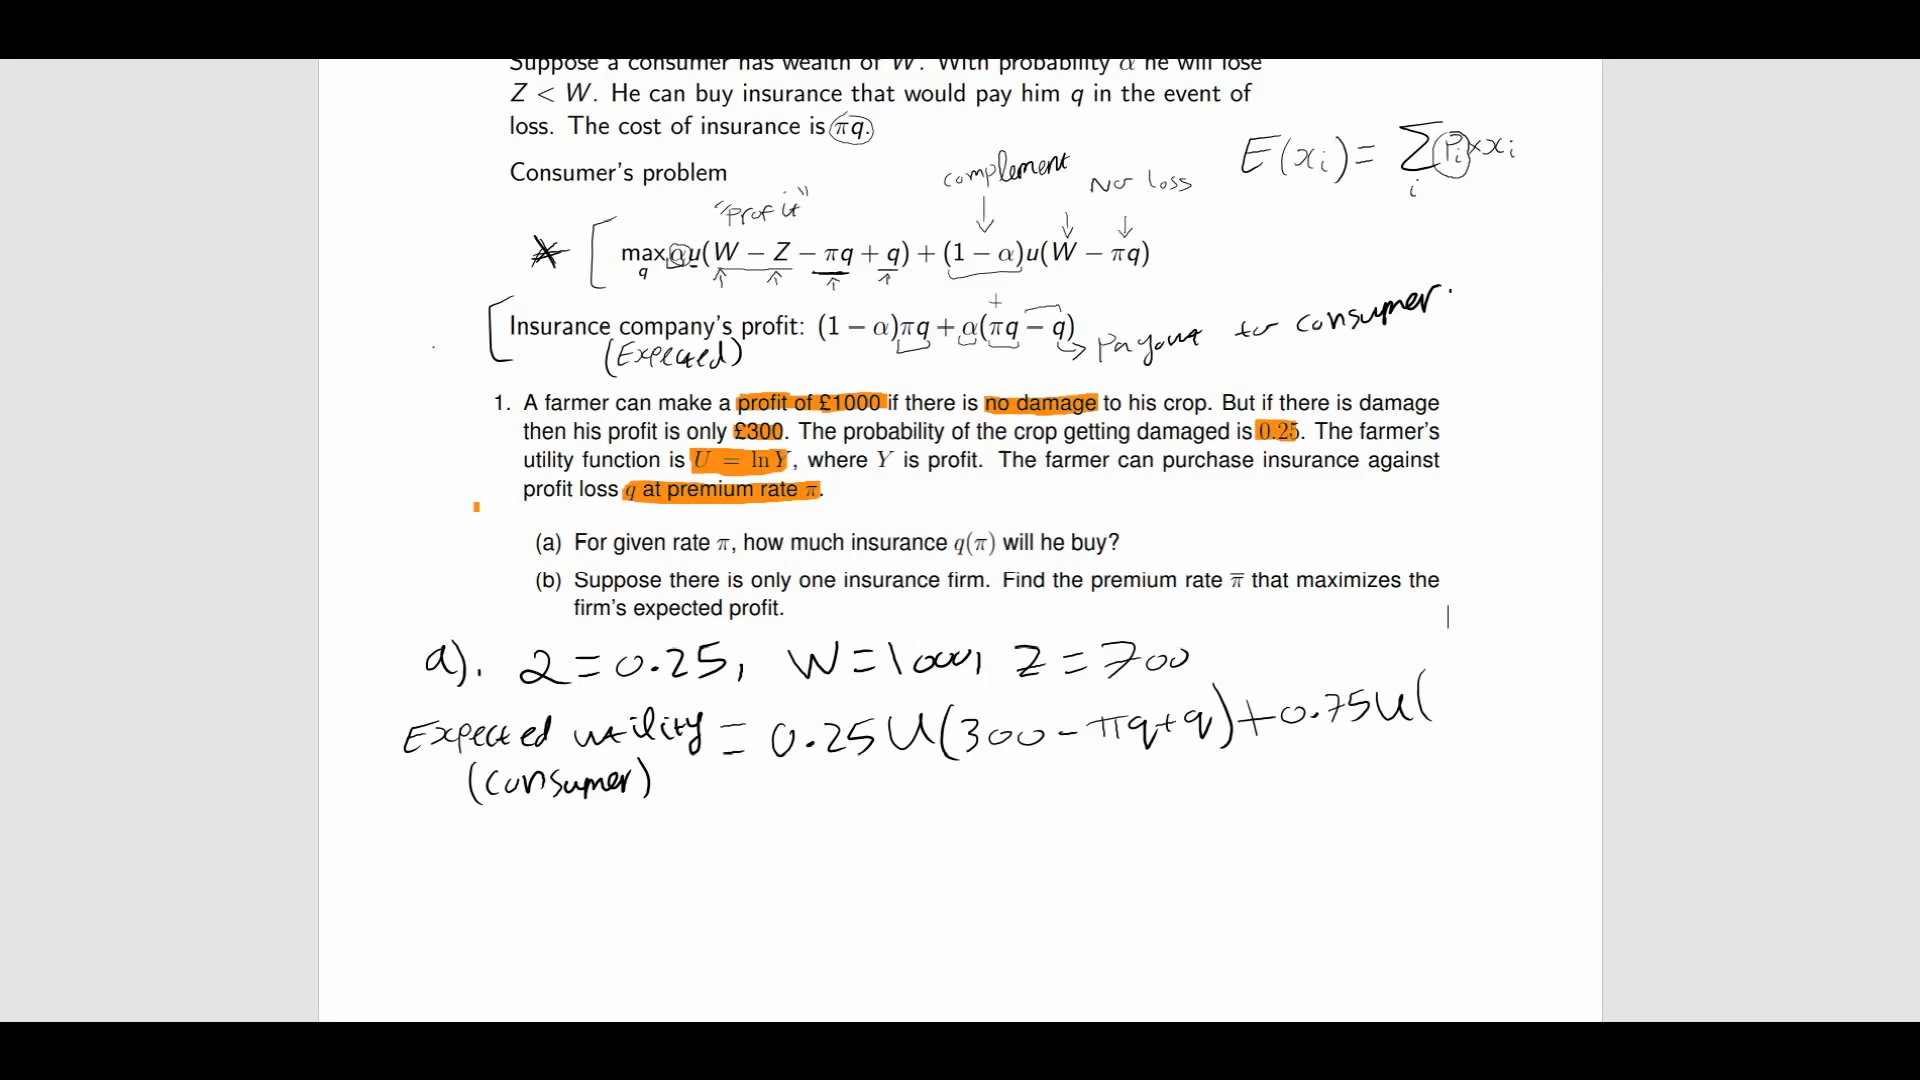 Suppose a consumer has wealth of W. With probability α he will lose
Z < W. He can buy insurance that would pay him q in the event of
loss. The cost of insurance is πq.
E(xi) = Σ Pi × xi
i
Consumer's problem
complement
No loss
"Profit"
max αu(W − Z − πq + q) + (1 − α)u(W − πq)
q
+
Insurance company's profit: (1 − α)πq + α(πq − q)
Payout to consumer.
(Expected)
1. A farmer can make a profit of £1000 if there is no damage to his crop. But if there is damage
then his profit is only £300. The probability of the crop getting damaged is 0.25. The farmer's
utility function is U = ln Y, where Y is profit. The farmer can purchase insurance against
profit loss q at premium rate π.
(a) For given rate π, how much insurance q(π) will he buy?
(b) Suppose there is only one insurance firm. Find the premium rate π̅ that maximizes the
firm's expected profit.
a). α = 0.25, W = 1000, Z = 700
Expected utility = 0.25 U(300 − πq + q) + 0.75 U(
(consumer)